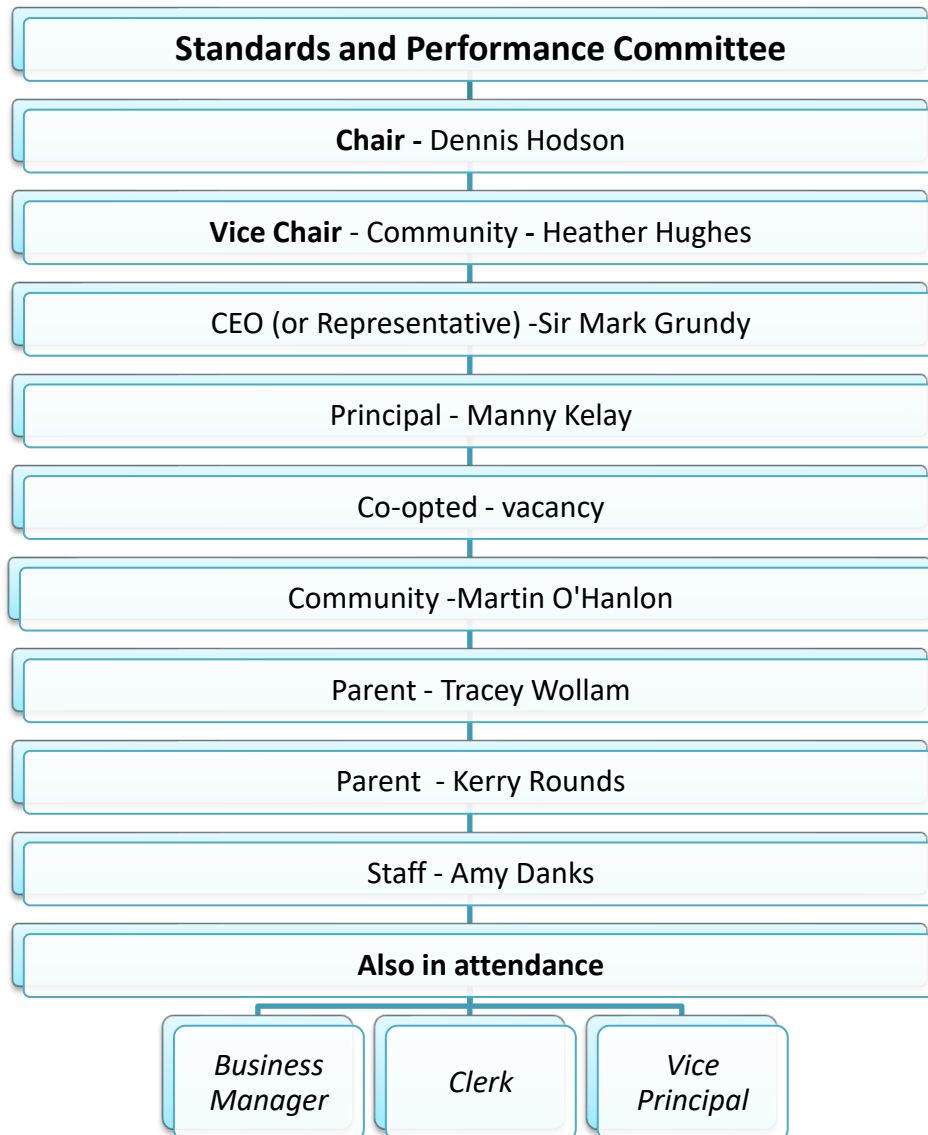 Standards and Performance Committee
Chair - Dennis Hodson
Vice Chair - Community - Heather Hughes
CEO (or Representative) -Sir Mark Grundy
Principal - Manny Kelay
Co-opted - vacancy
Community -Martin O'Hanlon
Parent - Tracey Wollam
Parent  - Kerry Rounds
Staff - Amy Danks
Also in attendance
Business
Manager
Clerk
Vice
Principal